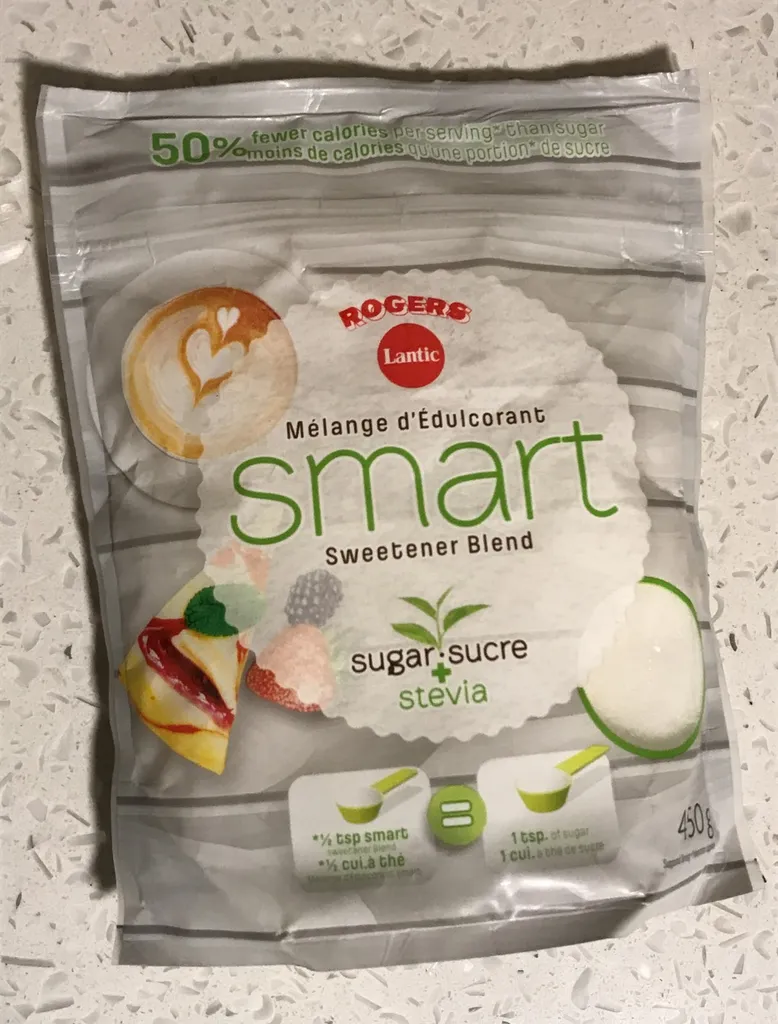 50% fewer calories per serving* than sugar
moins de calories qu'une portion* de sucre
ROGERS
Lantic
Mélange d'Édulcorant
smart
Sweetener Blend
sugar·sucre
+
stevia
*½ tsp smart
sweetener blend
*½ cui.à thé
=
1 tsp. of sugar
1 cui. à thé de sucre
450 g